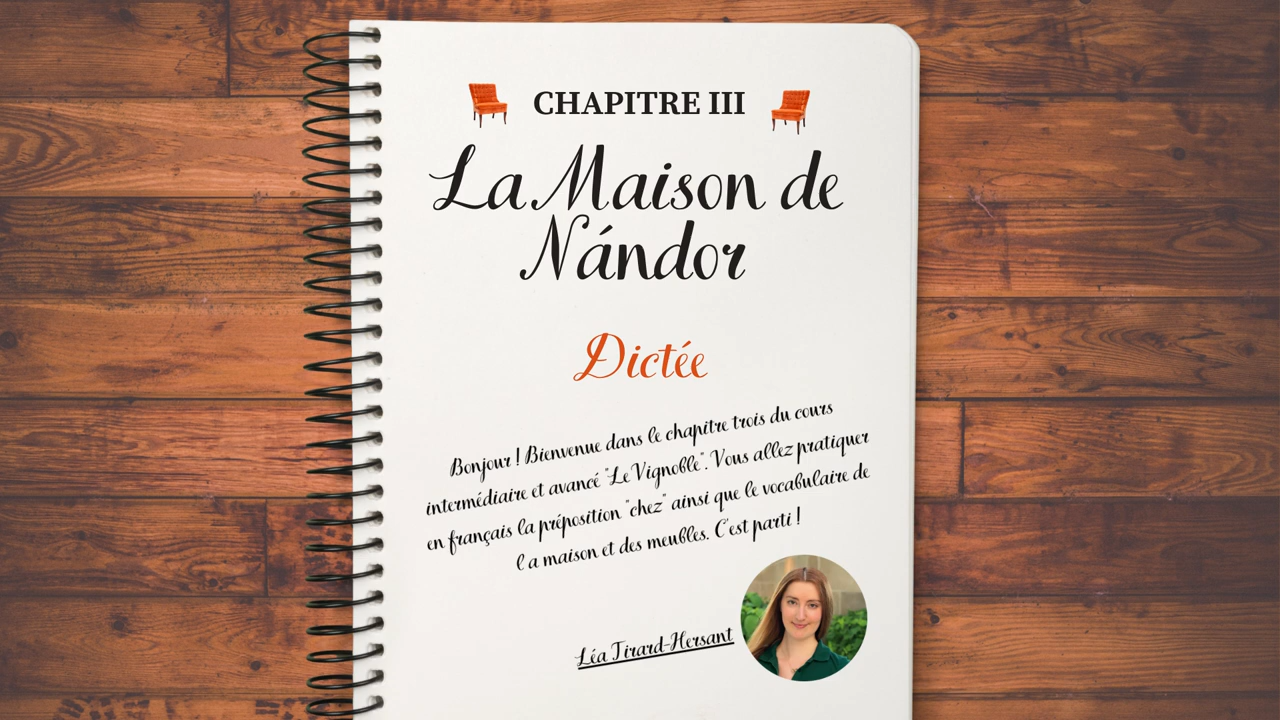 CHAPITRE III
La Maison de
Nándor
Dictée
Bonjour ! Bienvenue dans le chapitre trois du cours
intermédiaire et avancé "Le Vignoble". Vous allez pratiquer
en français la préposition "chez" ainsi que le vocabulaire de
l a maison et des meubles. C'est parti !
Léa Tirard-Hersant